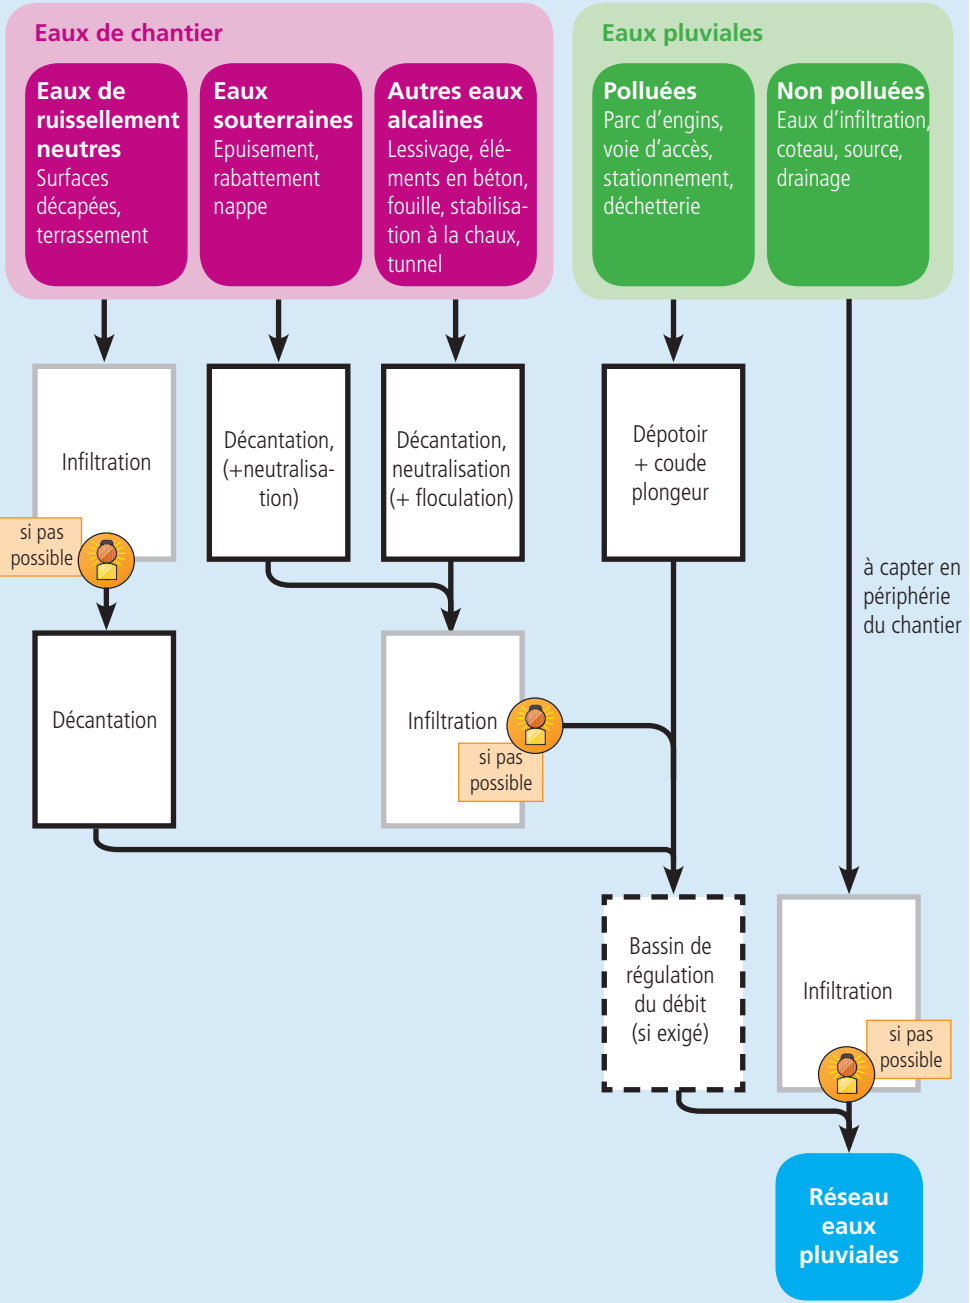 Eaux de chantier
Eaux de
ruissellement
neutres
Surfaces
décapées,
terrassement
Eaux
souterraines
Epuisement,
rabattement
nappe
Autres eaux
alcalines
Lessivage, élé-
ments en béton,
fouille, stabilisa-
tion à la chaux,
tunnel
Eaux pluviales
Polluées
Parc d'engins,
voie d'accès,
stationnement,
déchetterie
Non polluées
Eaux d'infiltration,
coteau, source,
drainage
Infiltration
si pas
possible
Décantation,
(+neutralisa-
tion)
Décantation,
neutralisation
(+ floculation)
Dépotoir
+ coude
plongeur
à capter en
périphérie
du chantier
Décantation
Infiltration
si pas
possible
Bassin de
régulation
du débit
(si exigé)
Infiltration
si pas
possible
Réseau
eaux
pluviales